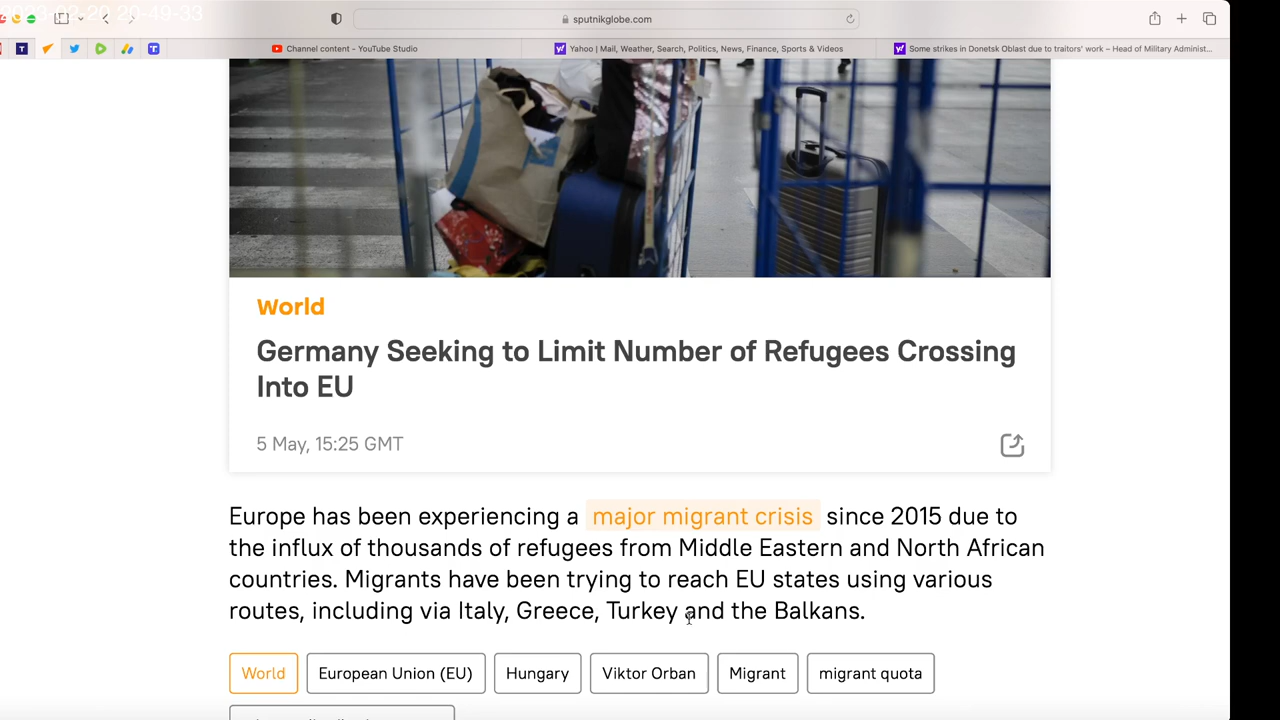 20-49-33
sputnikglobe.com
Channel content - YouTube Studio
Yahoo | Mail, Weather, Search, Politics, News, Finance, Sports & Videos
Some strikes in Donetsk Oblast due to traitors' work – Head of Military Administ...
World
Germany Seeking to Limit Number of Refugees Crossing
Into EU
5 May, 15:25 GMT
Europe has been experiencing a major migrant crisis since 2015 due to
the influx of thousands of refugees from Middle Eastern and North African
countries. Migrants have been trying to reach EU states using various
routes, including via Italy, Greece, Turkey and the Balkans.
World
European Union (EU)
Hungary
Viktor Orban
Migrant
migrant quota